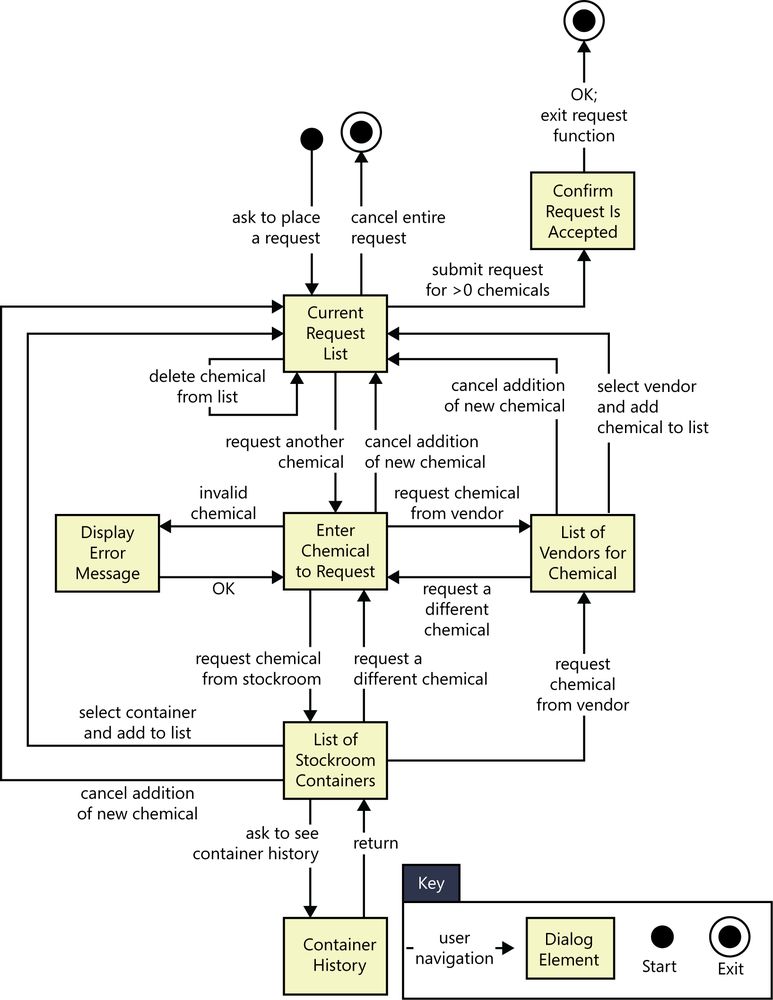 OK;
exit request
function
Confirm
Request Is
Accepted
ask to place
a request
cancel entire
request
submit request
for >0 chemicals
Current
Request
List
delete chemical
from list
cancel addition
of new chemical
select vendor
and add
chemical to list
request another
chemical
cancel addition
of new chemical
invalid
chemical
request chemical
from vendor
Display
Error
Message
Enter
Chemical
to Request
List of
Vendors for
Chemical
OK
request a
different
chemical
request chemical
from stockroom
request a
different chemical
request
chemical
from vendor
select container
and add to list
List of
Stockroom
Containers
cancel addition
of new chemical
ask to see
container history
return
Container
History
Key
user
navigation
Dialog
Element
Start
Exit